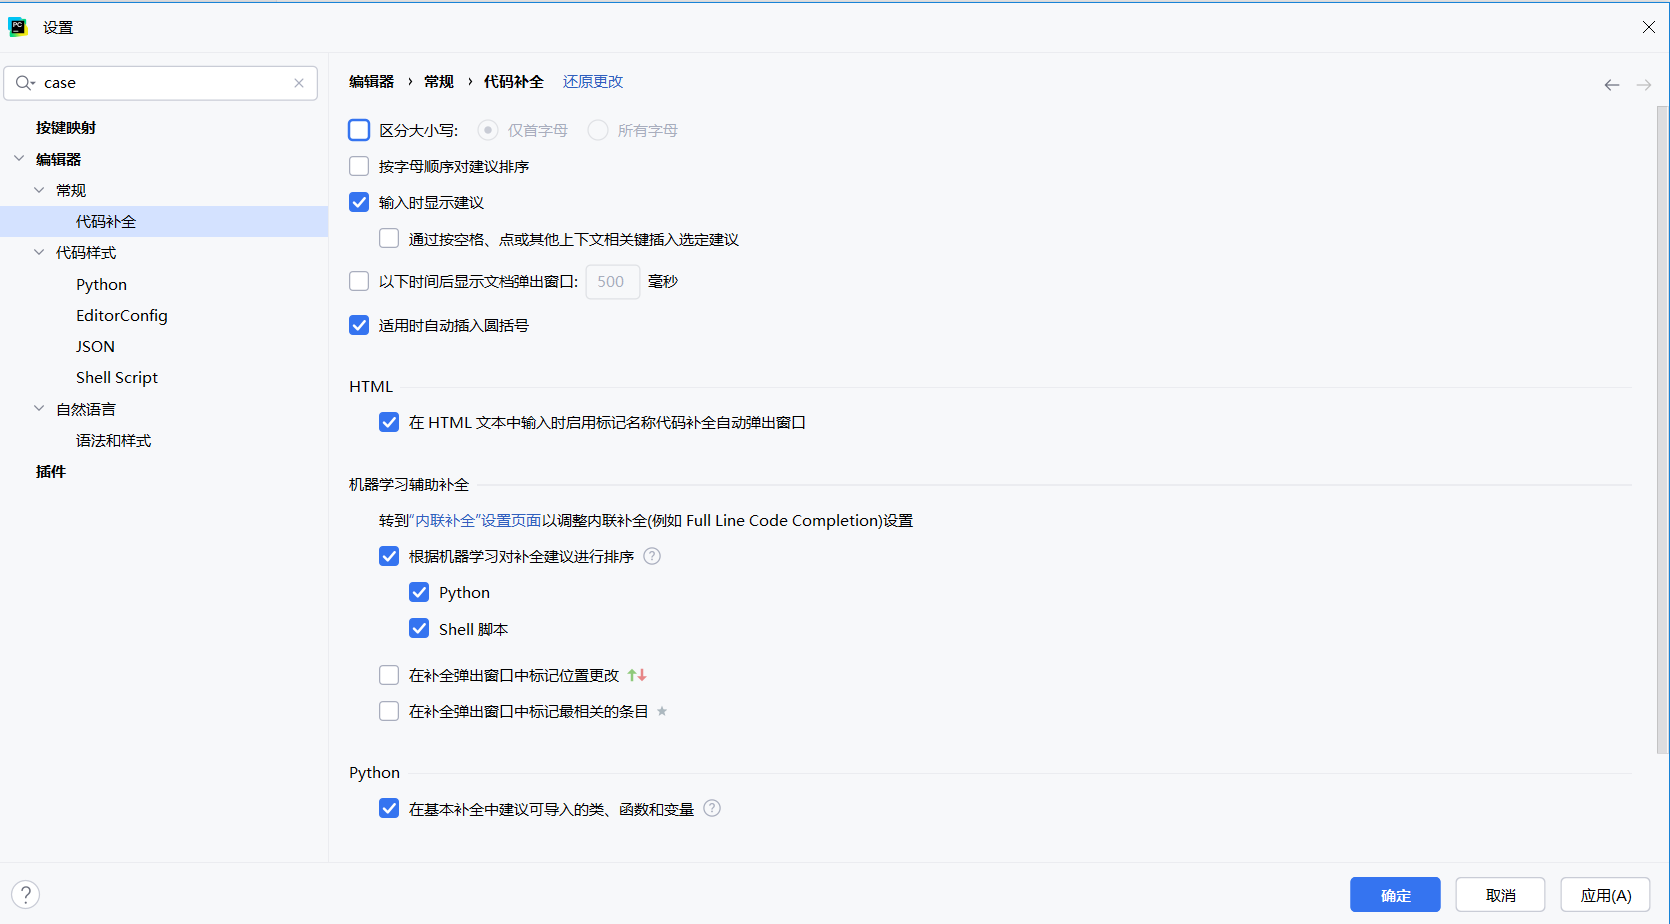 设置
case
按键映射
编辑器
常规
代码补全
代码样式
Python
EditorConfig
JSON
Shell Script
自然语言
语法和样式
插件
编辑器 › 常规 › 代码补全 还原更改
区分大小写: 仅首字母 所有字母
按字母顺序对建议排序
输入时显示建议
通过按空格、点或其他上下文相关键插入选定建议
以下时间后显示文档弹出窗口: 500 毫秒
适用时自动插入圆括号
HTML
在 HTML 文本中输入时启用标记名称代码补全自动弹出窗口
机器学习辅助补全
转到“内联补全”设置页面以调整内联补全(例如 Full Line Code Completion)设置
根据机器学习对补全建议进行排序 ?
Python
Shell 脚本
在补全弹出窗口中标记位置更改
在补全弹出窗口中标记最相关的条目
Python
在基本补全中建议可导入的类、函数和变量 ?
? 确定 取消 应用(A)